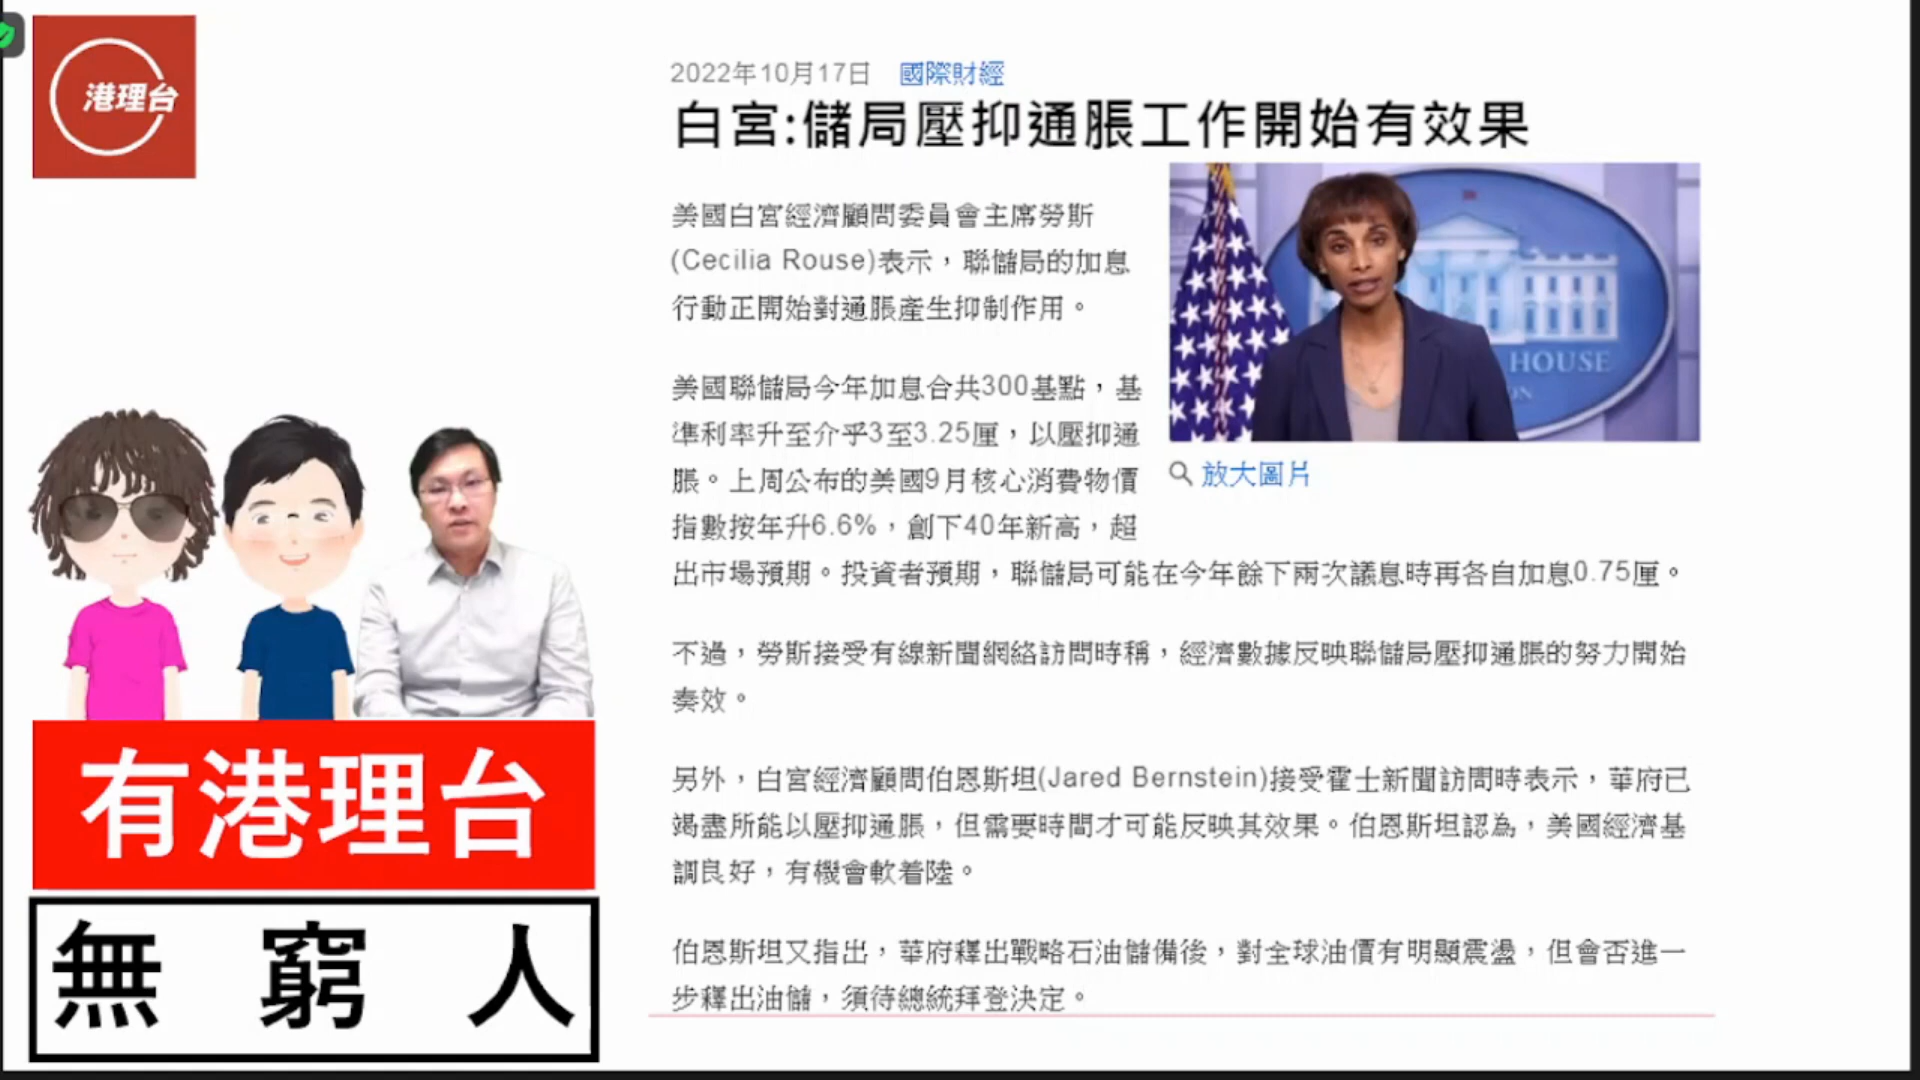 港理台
2022年10月17日 國際財經
白宮:儲局壓抑通脹工作開始有效果
美國白宮經濟顧問委員會主席勞斯
(Cecilia Rouse)表示，聯儲局的加息
行動正開始對通脹產生抑制作用。
美國聯儲局今年加息合共300基點，基
準利率升至介乎3至3.25厘，以壓抑通
脹。上周公布的美國9月核心消費物價
指數按年升6.6%，創下40年新高，超
出市場預期。投資者預期，聯儲局可能在今年餘下兩次議息時再各自加息0.75厘。
HOUSE
放大圖片
不過，勞斯接受有線新聞網絡訪問時稱，經濟數據反映聯儲局壓抑通脹的努力開始
奏效。
另外，白宮經濟顧問伯恩斯坦(Jared Bernstein)接受霍士新聞訪問時表示，華府已
竭盡所能以壓抑通脹，但需要時間才可能反映其效果。伯恩斯坦認為，美國經濟基
調良好，有機會軟着陸。
伯恩斯坦又指出，華府釋出戰略石油儲備後，對全球油價有明顯震盪，但會否進一
步釋出油儲，須待總統拜登決定。
有港理台
無窮人